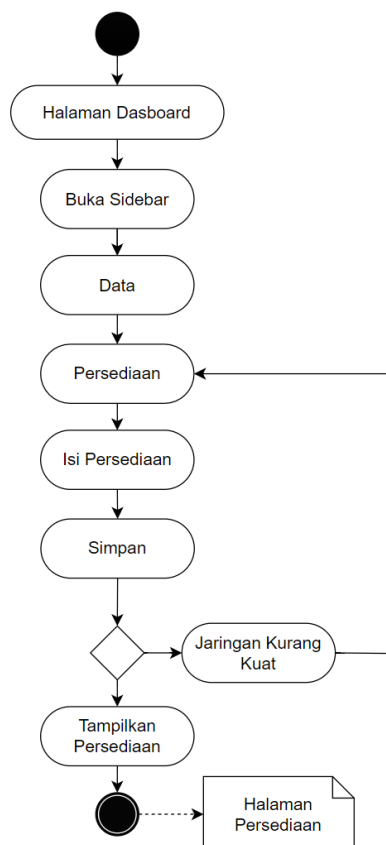 Halaman Dasboard
Buka Sidebar
Data
Persediaan
Isi Persediaan
Simpan
Jaringan Kurang
Kuat
Tampilkan
Persediaan
Halaman
Persediaan